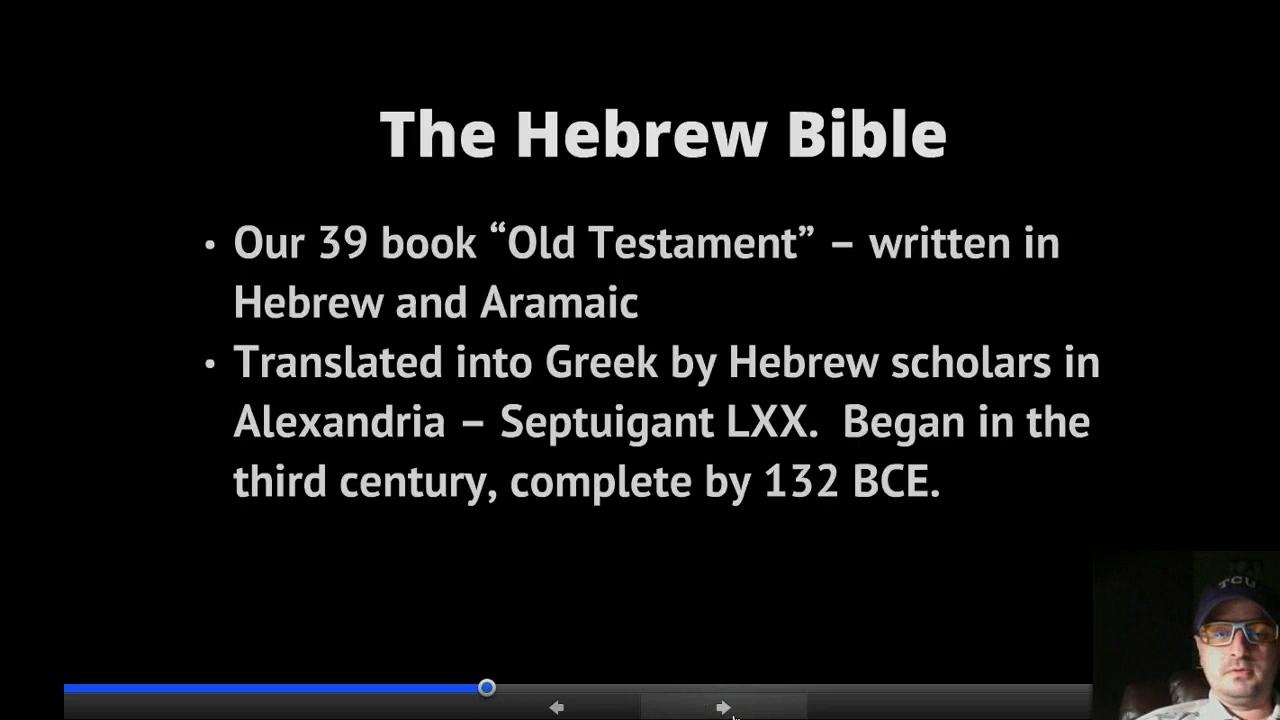 The Hebrew Bible
• Our 39 book “Old Testament” – written in
Hebrew and Aramaic
• Translated into Greek by Hebrew scholars in
Alexandria – Septuigant LXX.  Began in the
third century, complete by 132 BCE.
TCU